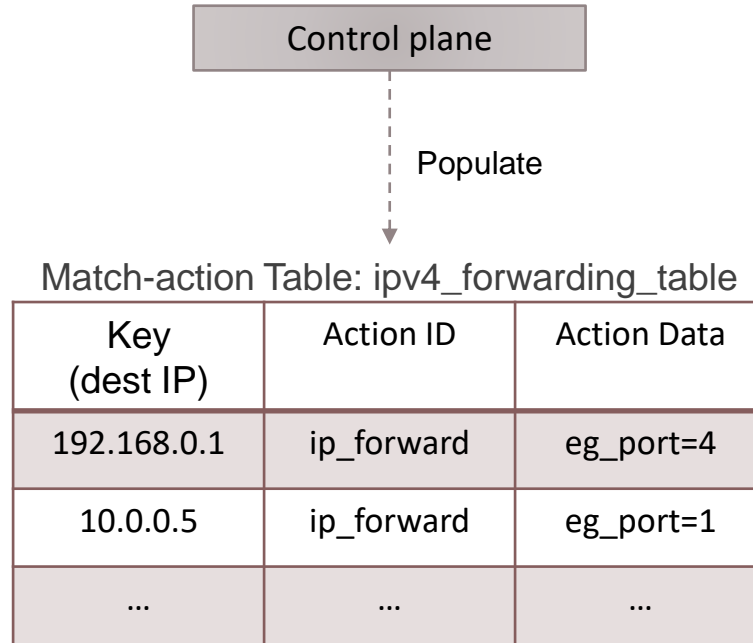 Control plane
Populate
Match-action Table: ipv4_forwarding_table
Key Action ID Action Data
(dest IP)
192.168.0.1 ip_forward eg_port=4
10.0.0.5 ip_forward eg_port=1
... ... ...